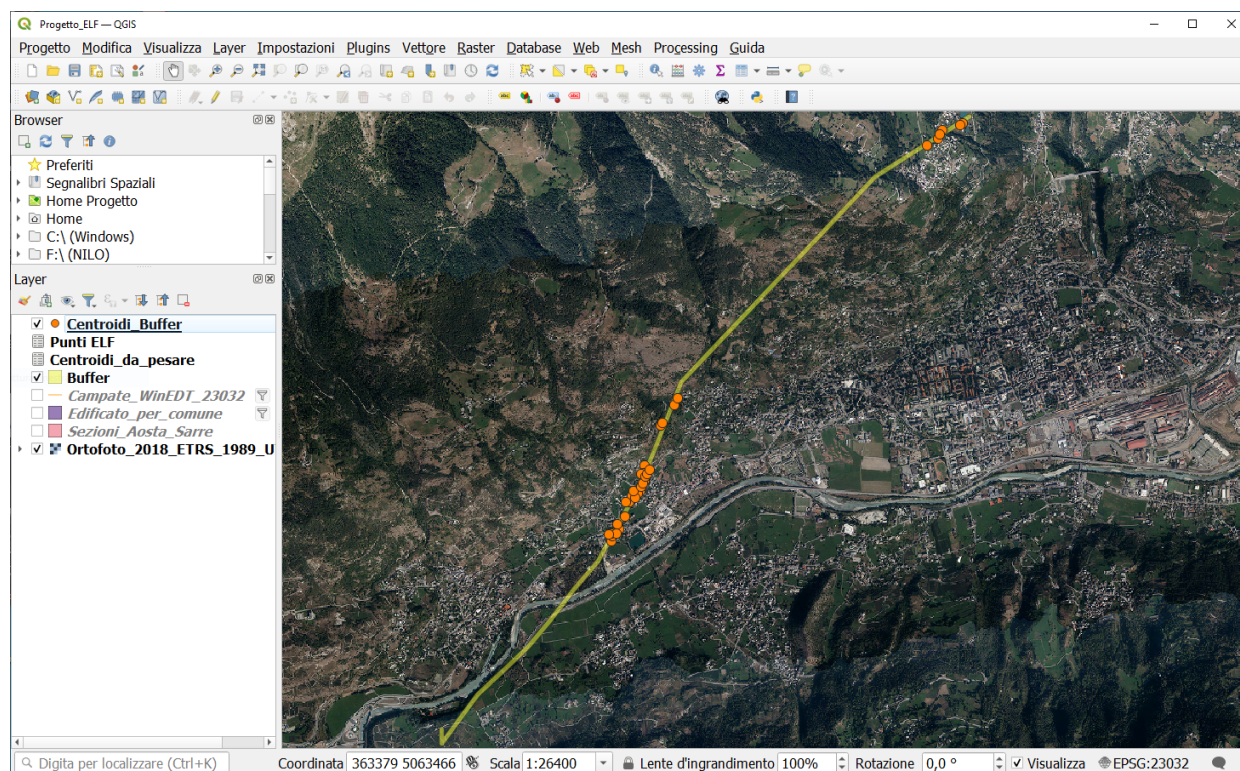 Progetto_ELF — QGIS
Progetto Modifica Visualizza Layer Impostazioni Plugins Vettore Raster Database Web Mesh Processing Guida
Browser
Preferiti
Segnalibri Spaziali
Home Progetto
Home
C:\ (Windows)
F:\ (NILO)
Layer
Centroidi_Buffer
Punti ELF
Centroidi_da_pesare
Buffer
Campate_WinEDT_23032
Edificato_per_comune
Sezioni_Aosta_Sarre
Ortofoto_2018_ETRS_1989_U
Digita per localizzare (Ctrl+K) Coordinata 363379 5063466 Scala 1:26400 Lente d'ingrandimento 100% Rotazione 0,0 ° Visualizza EPSG:23032